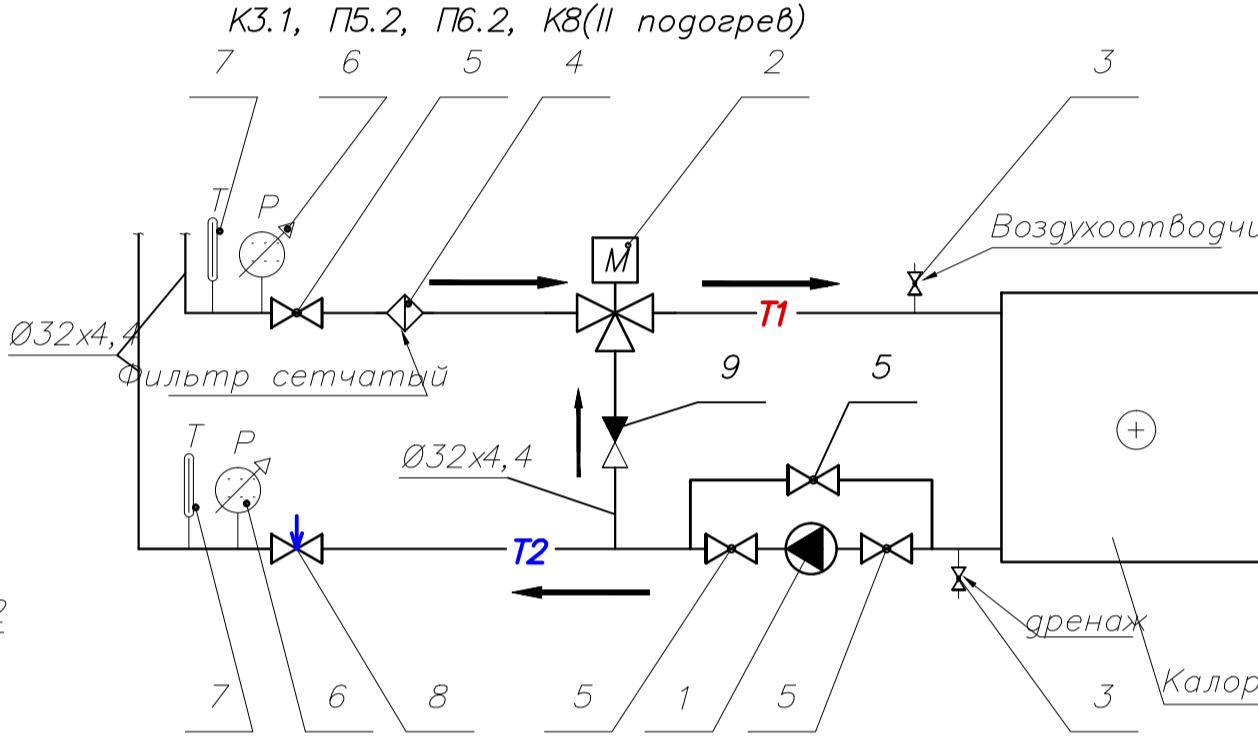 К3.1, П5.2, П6.2, К8(II подогрев)
7 6 5 4 2 3
T P
Воздухоотводчи
М
T1
Ø32x4,4
Фильтр сетчатый
9 5
T P
Ø32x4,4
T2
дренаж
Калор
7 6 8 5 1 5 3